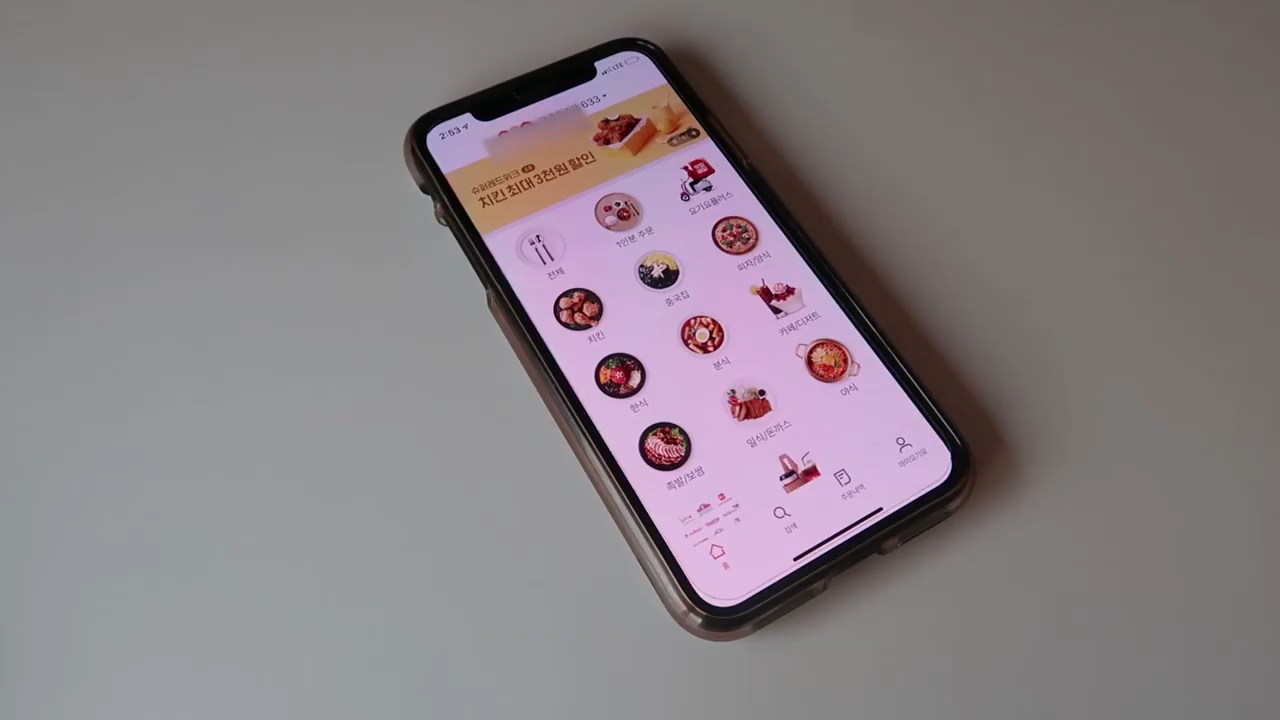 2:53
LTE
633
슈퍼레드위크
치킨 최대 3천원 할인
전체
1인분 주문
요기요플러스
치킨
중국집
피자/양식
한식
분식
카페/디저트
족발/보쌈
일식/돈까스
야식
홈
검색
주문내역
마이요기요